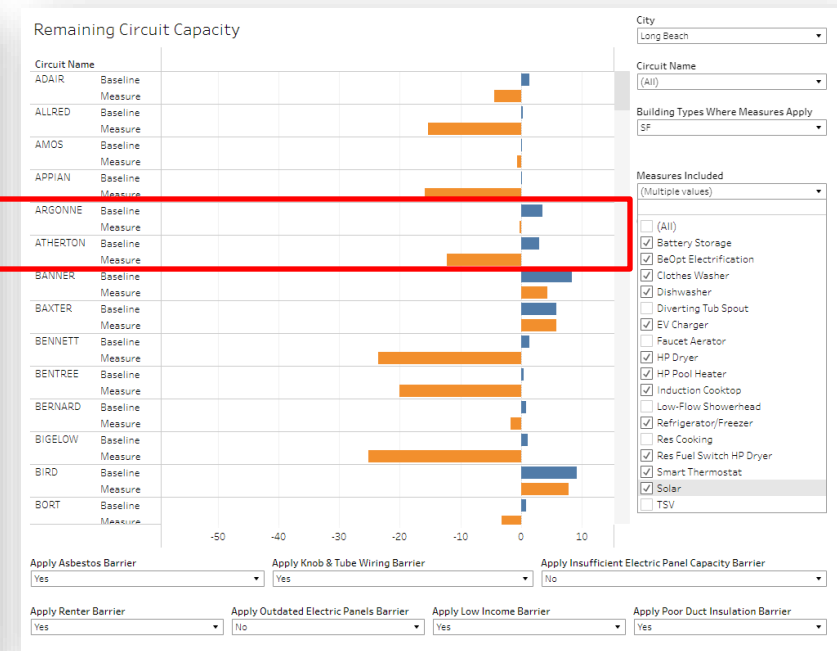 Remaining Circuit Capacity
Circuit Name
ADAIR Baseline
Measure
ALLRED Baseline
Measure
AMOS Baseline
Measure
APPIAN Baseline
Measure
ARGONNE Baseline
Measure
ATHERTON Baseline
Measure
BANNER Baseline
Measure
BAXTER Baseline
Measure
BENNETT Baseline
Measure
BENTREE Baseline
Measure
BERNARD Baseline
Measure
BIGELOW Baseline
Measure
BIRD Baseline
Measure
BORT Baseline
Measure
-50 -40 -30 -20 -10 0 10
City
Long Beach
Circuit Name
(All)
Building Types Where Measures Apply
SF
Measures Included
(Multiple values)
(All)
Battery Storage
BeOpt Electrification
Clothes Washer
Dishwasher
Diverting Tub Spout
EV Charger
Faucet Aerator
HP Dryer
HP Pool Heater
Induction Cooktop
Low-Flow Showerhead
Refrigerator/Freezer
Res Cooking
Res Fuel Switch HP Dryer
Smart Thermostat
Solar
TSV
Apply Asbestos Barrier
Yes
Apply Knob & Tube Wiring Barrier
Yes
Apply Insufficient Electric Panel Capacity Barrier
No
Apply Renter Barrier
Yes
Apply Outdated Electric Panels Barrier
No
Apply Low Income Barrier
Yes
Apply Poor Duct Insulation Barrier
Yes